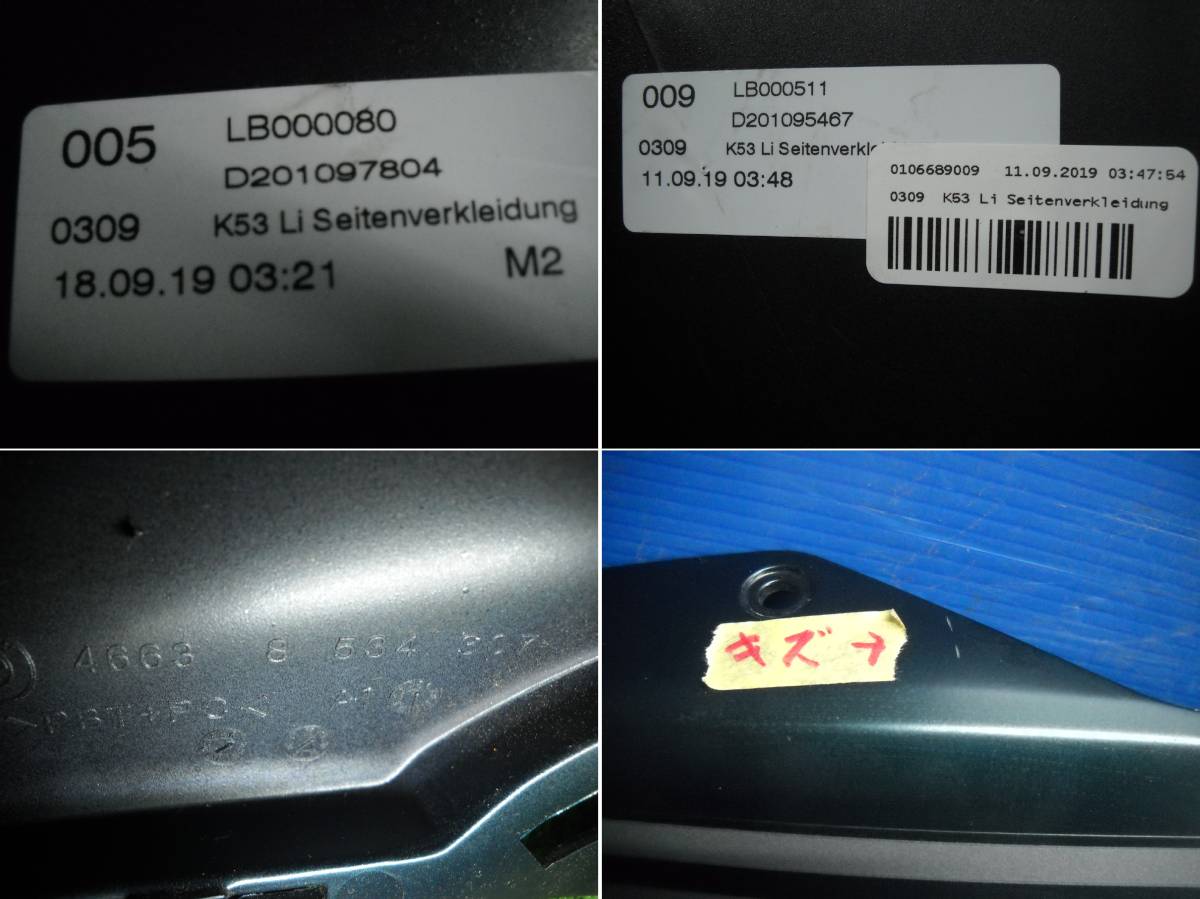 005
LB000080
D201097804
0309 K53 Li Seitenverkleidung
18.09.19 03:21 M2
009
LB000511
D201095467
0309 K53 Li
11.09.19 03:48
0106689009 11.09.2019 03:47:54
0309 K53 Li Seitenverkleidung
4663 8 534
>PBT+PC<
キズ→